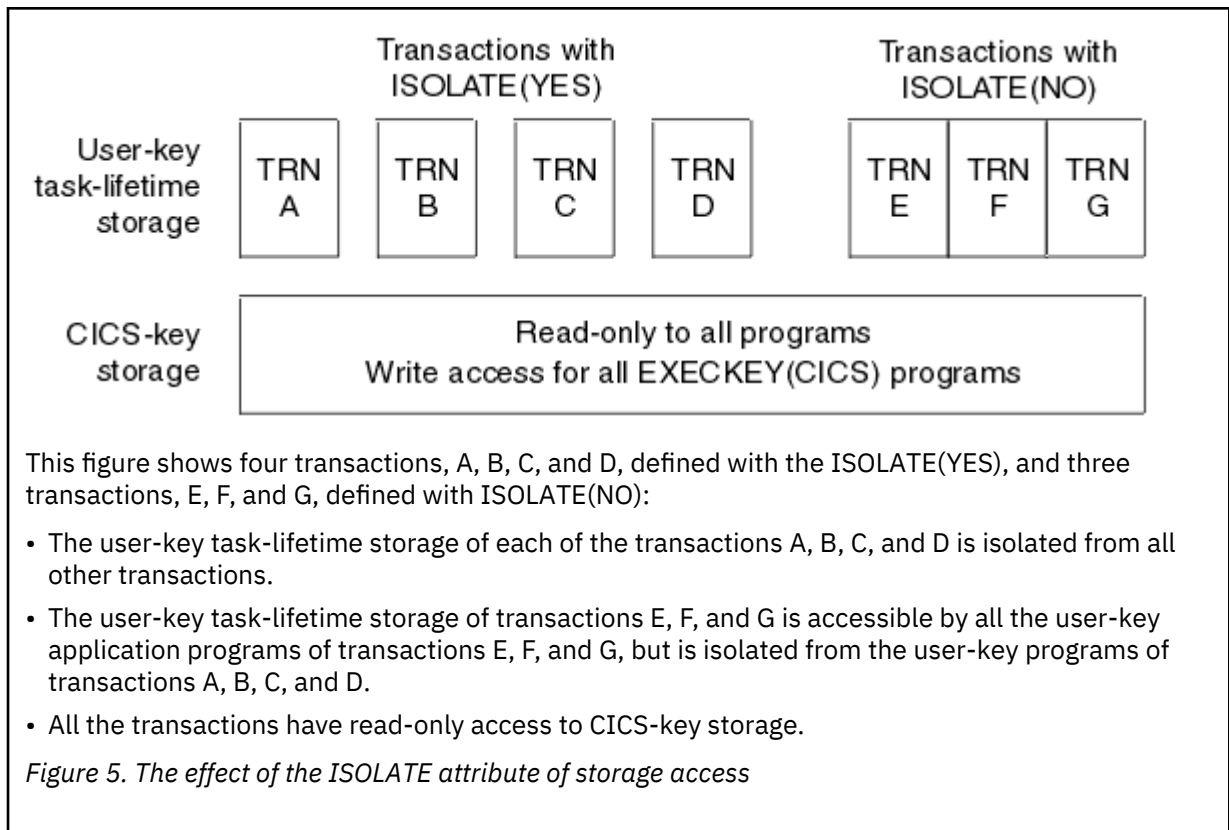 Transactions with
ISOLATE(YES)
Transactions with
ISOLATE(NO)
User-key
task-lifetime
storage
TRN
A
TRN
B
TRN
C
TRN
D
TRN
E
TRN
F
TRN
G
CICS-key
storage
Read-only to all programs
Write access for all EXECKEY(CICS) programs
This figure shows four transactions, A, B, C, and D, defined with the ISOLATE(YES), and three
transactions, E, F, and G, defined with ISOLATE(NO):
• The user-key task-lifetime storage of each of the transactions A, B, C, and D is isolated from all
other transactions.
• The user-key task-lifetime storage of transactions E, F, and G is accessible by all the user-key
application programs of transactions E, F, and G, but is isolated from the user-key programs of
transactions A, B, C, and D.
• All the transactions have read-only access to CICS-key storage.
Figure 5. The effect of the ISOLATE attribute of storage access